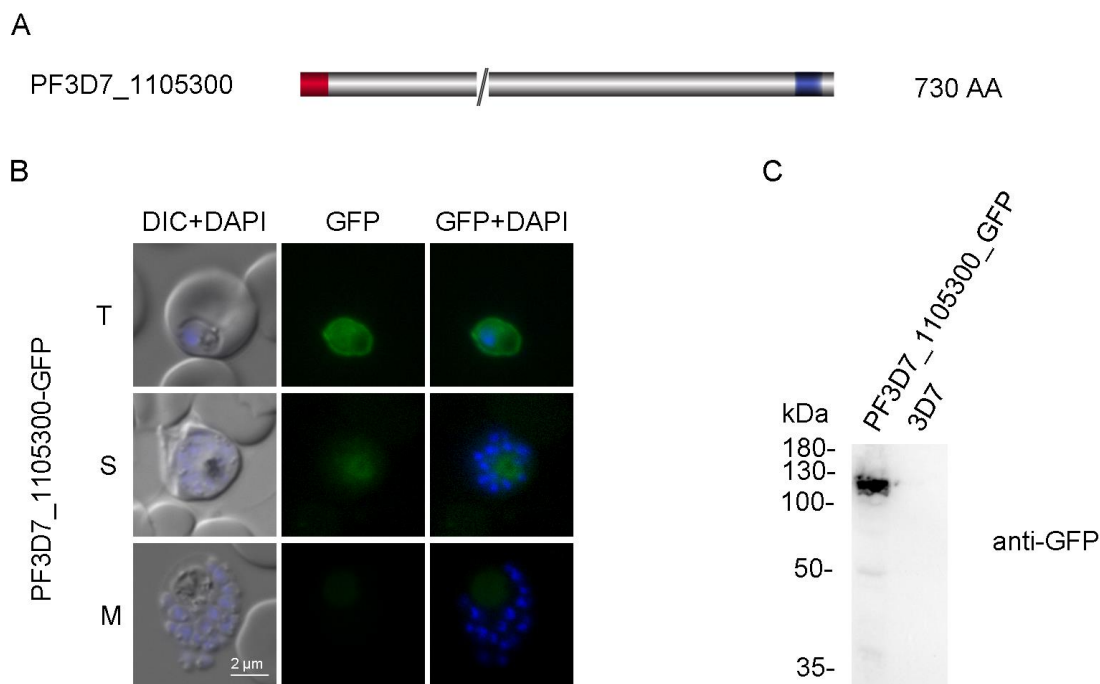 A
PF3D7_1105300
730 AA
B
DIC+DAPI GFP GFP+DAPI
PF3D7_1105300-GFP
T
S
M
2 µm
C
PF3D7_1105300_GFP
3D7
kDa
180-
130-
100-
50-
35-
anti-GFP